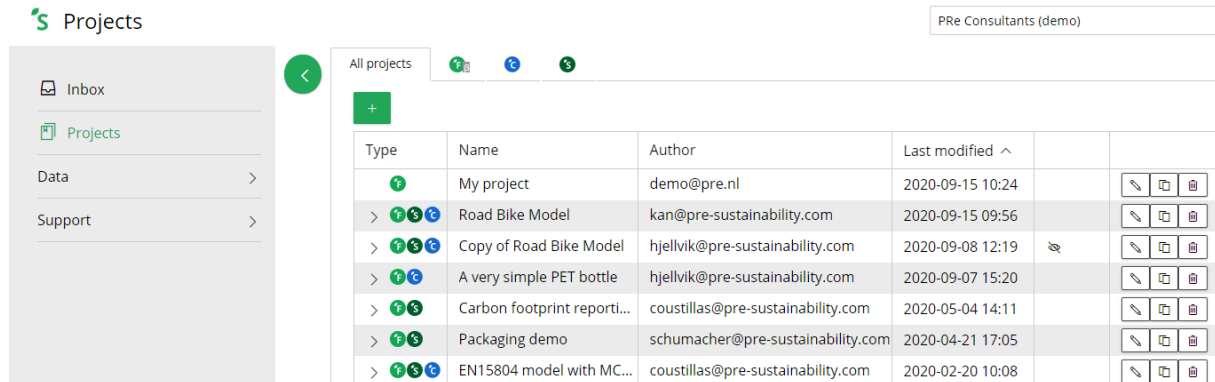 Projects
PRe Consultants (demo)
Inbox
Projects
Data
Support
All projects
+
Type Name Author Last modified
F My project demo@pre.nl 2020-09-15 10:24
F S C Road Bike Model kan@pre-sustainability.com 2020-09-15 09:56
F S C Copy of Road Bike Model hjellvik@pre-sustainability.com 2020-09-08 12:19
F C A very simple PET bottle hjellvik@pre-sustainability.com 2020-09-07 15:20
F S Carbon footprint reporti... coustillas@pre-sustainability.com 2020-05-04 14:11
F S Packaging demo schumacher@pre-sustainability.com 2020-04-21 17:05
F S C EN15804 model with MC... coustillas@pre-sustainability.com 2020-02-20 10:08